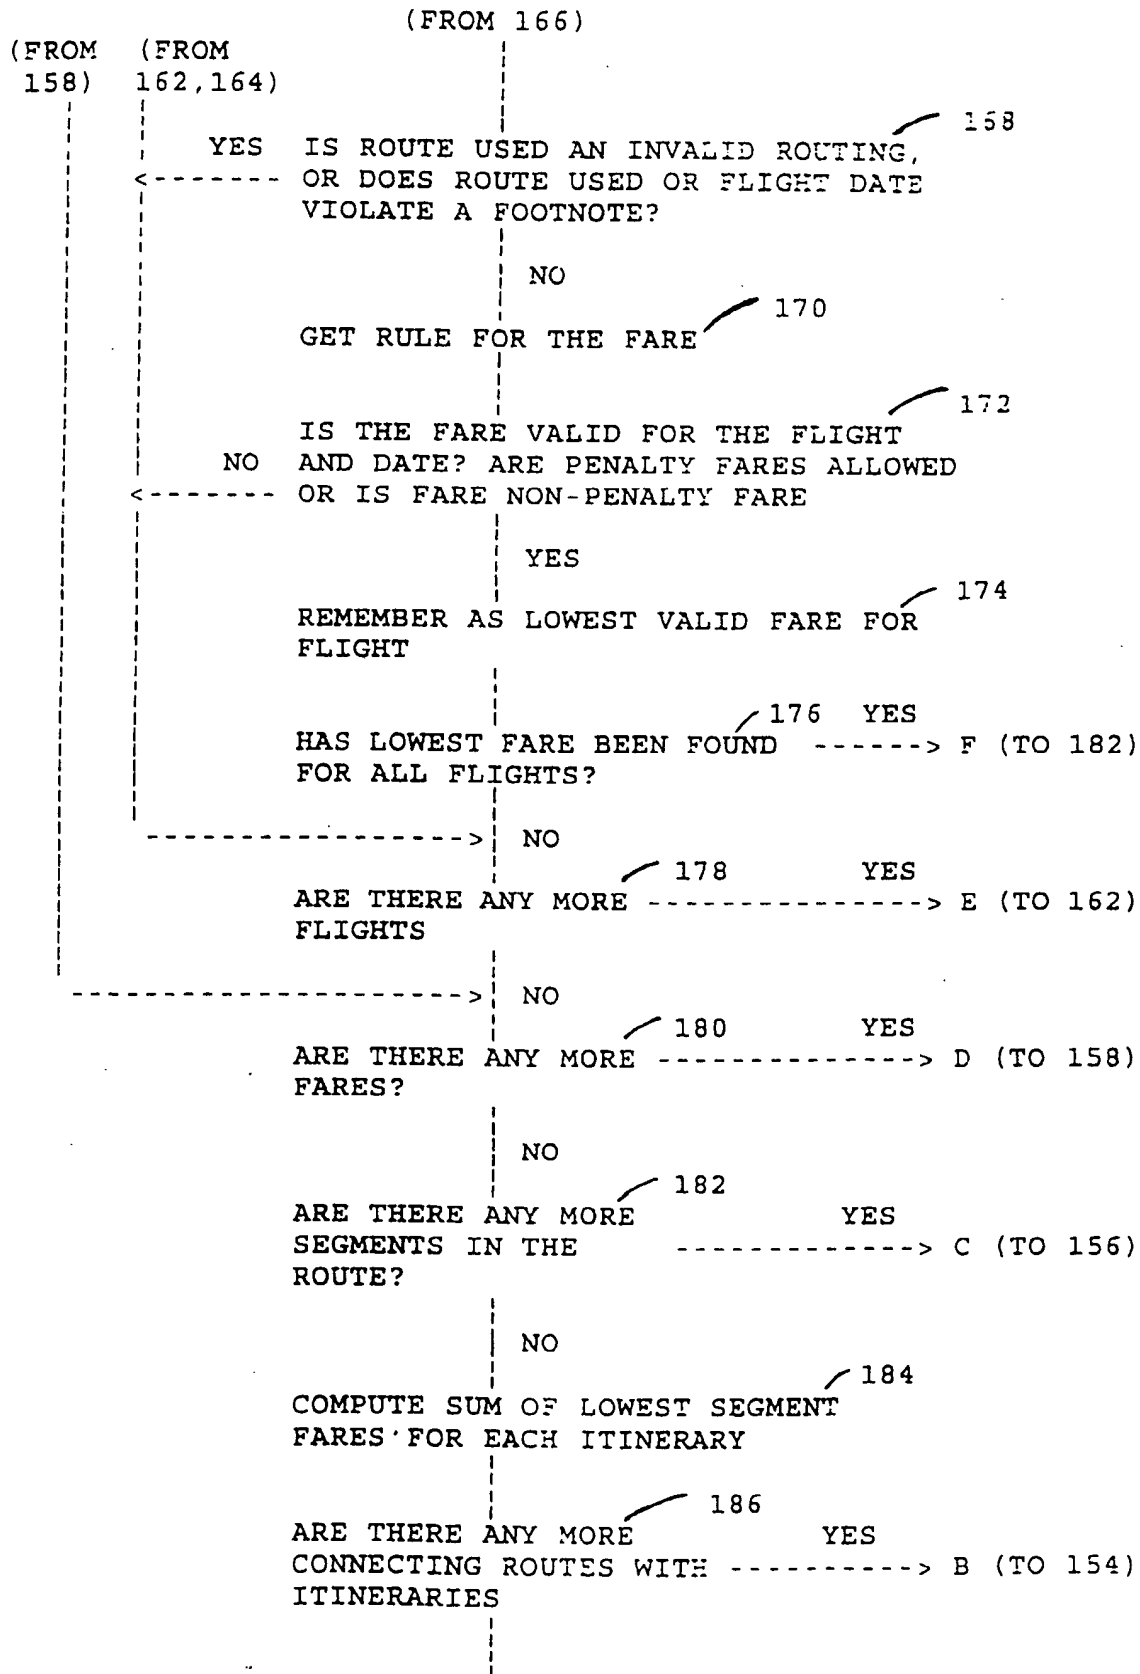 (FROM 166)
(FROM 158)
(FROM 162,164)
168
YES
IS ROUTE USED AN INVALID ROUTING,
OR DOES ROUTE USED OR FLIGHT DATE
VIOLATE A FOOTNOTE?
NO
170
GET RULE FOR THE FARE
172
IS THE FARE VALID FOR THE FLIGHT
NO AND DATE? ARE PENALTY FARES ALLOWED
OR IS FARE NON-PENALTY FARE
YES
174
REMEMBER AS LOWEST VALID FARE FOR
FLIGHT
176 YES
HAS LOWEST FARE BEEN FOUND ------> F (TO 182)
FOR ALL FLIGHTS?
NO
178 YES
ARE THERE ANY MORE ---------------> E (TO 162)
FLIGHTS
NO
180 YES
ARE THERE ANY MORE --------------> D (TO 158)
FARES?
NO
182
ARE THERE ANY MORE YES
SEGMENTS IN THE -------------> C (TO 156)
ROUTE?
NO
184
COMPUTE SUM OF LOWEST SEGMENT
FARES FOR EACH ITINERARY
186
ARE THERE ANY MORE YES
CONNECTING ROUTES WITH ----------> B (TO 154)
ITINERARIES